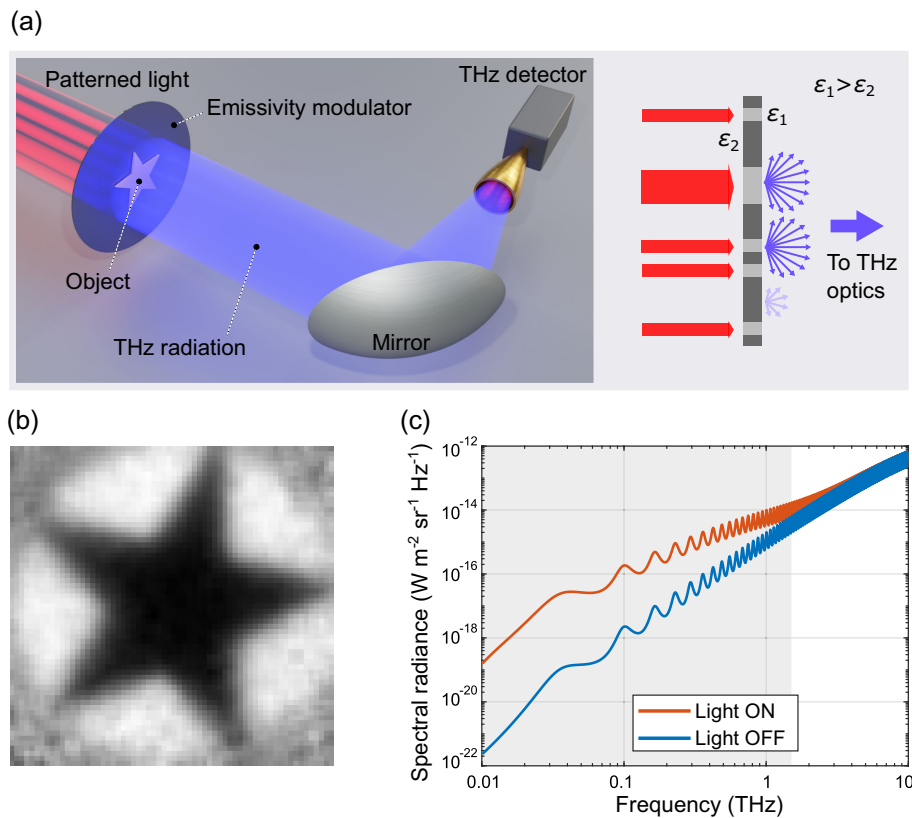 (a)
Patterned light
Emissivity modulator
THz detector
Object
THz radiation
Mirror
ε₁>ε₂
ε₁
ε₂
To THz
optics
(b)
(c)
Spectral radiance (W m⁻² sr⁻¹ Hz⁻¹)
10⁻¹²
10⁻¹⁴
10⁻¹⁶
10⁻¹⁸
10⁻²⁰
10⁻²²
Light ON
Light OFF
0.01
0.1
1
10
Frequency (THz)